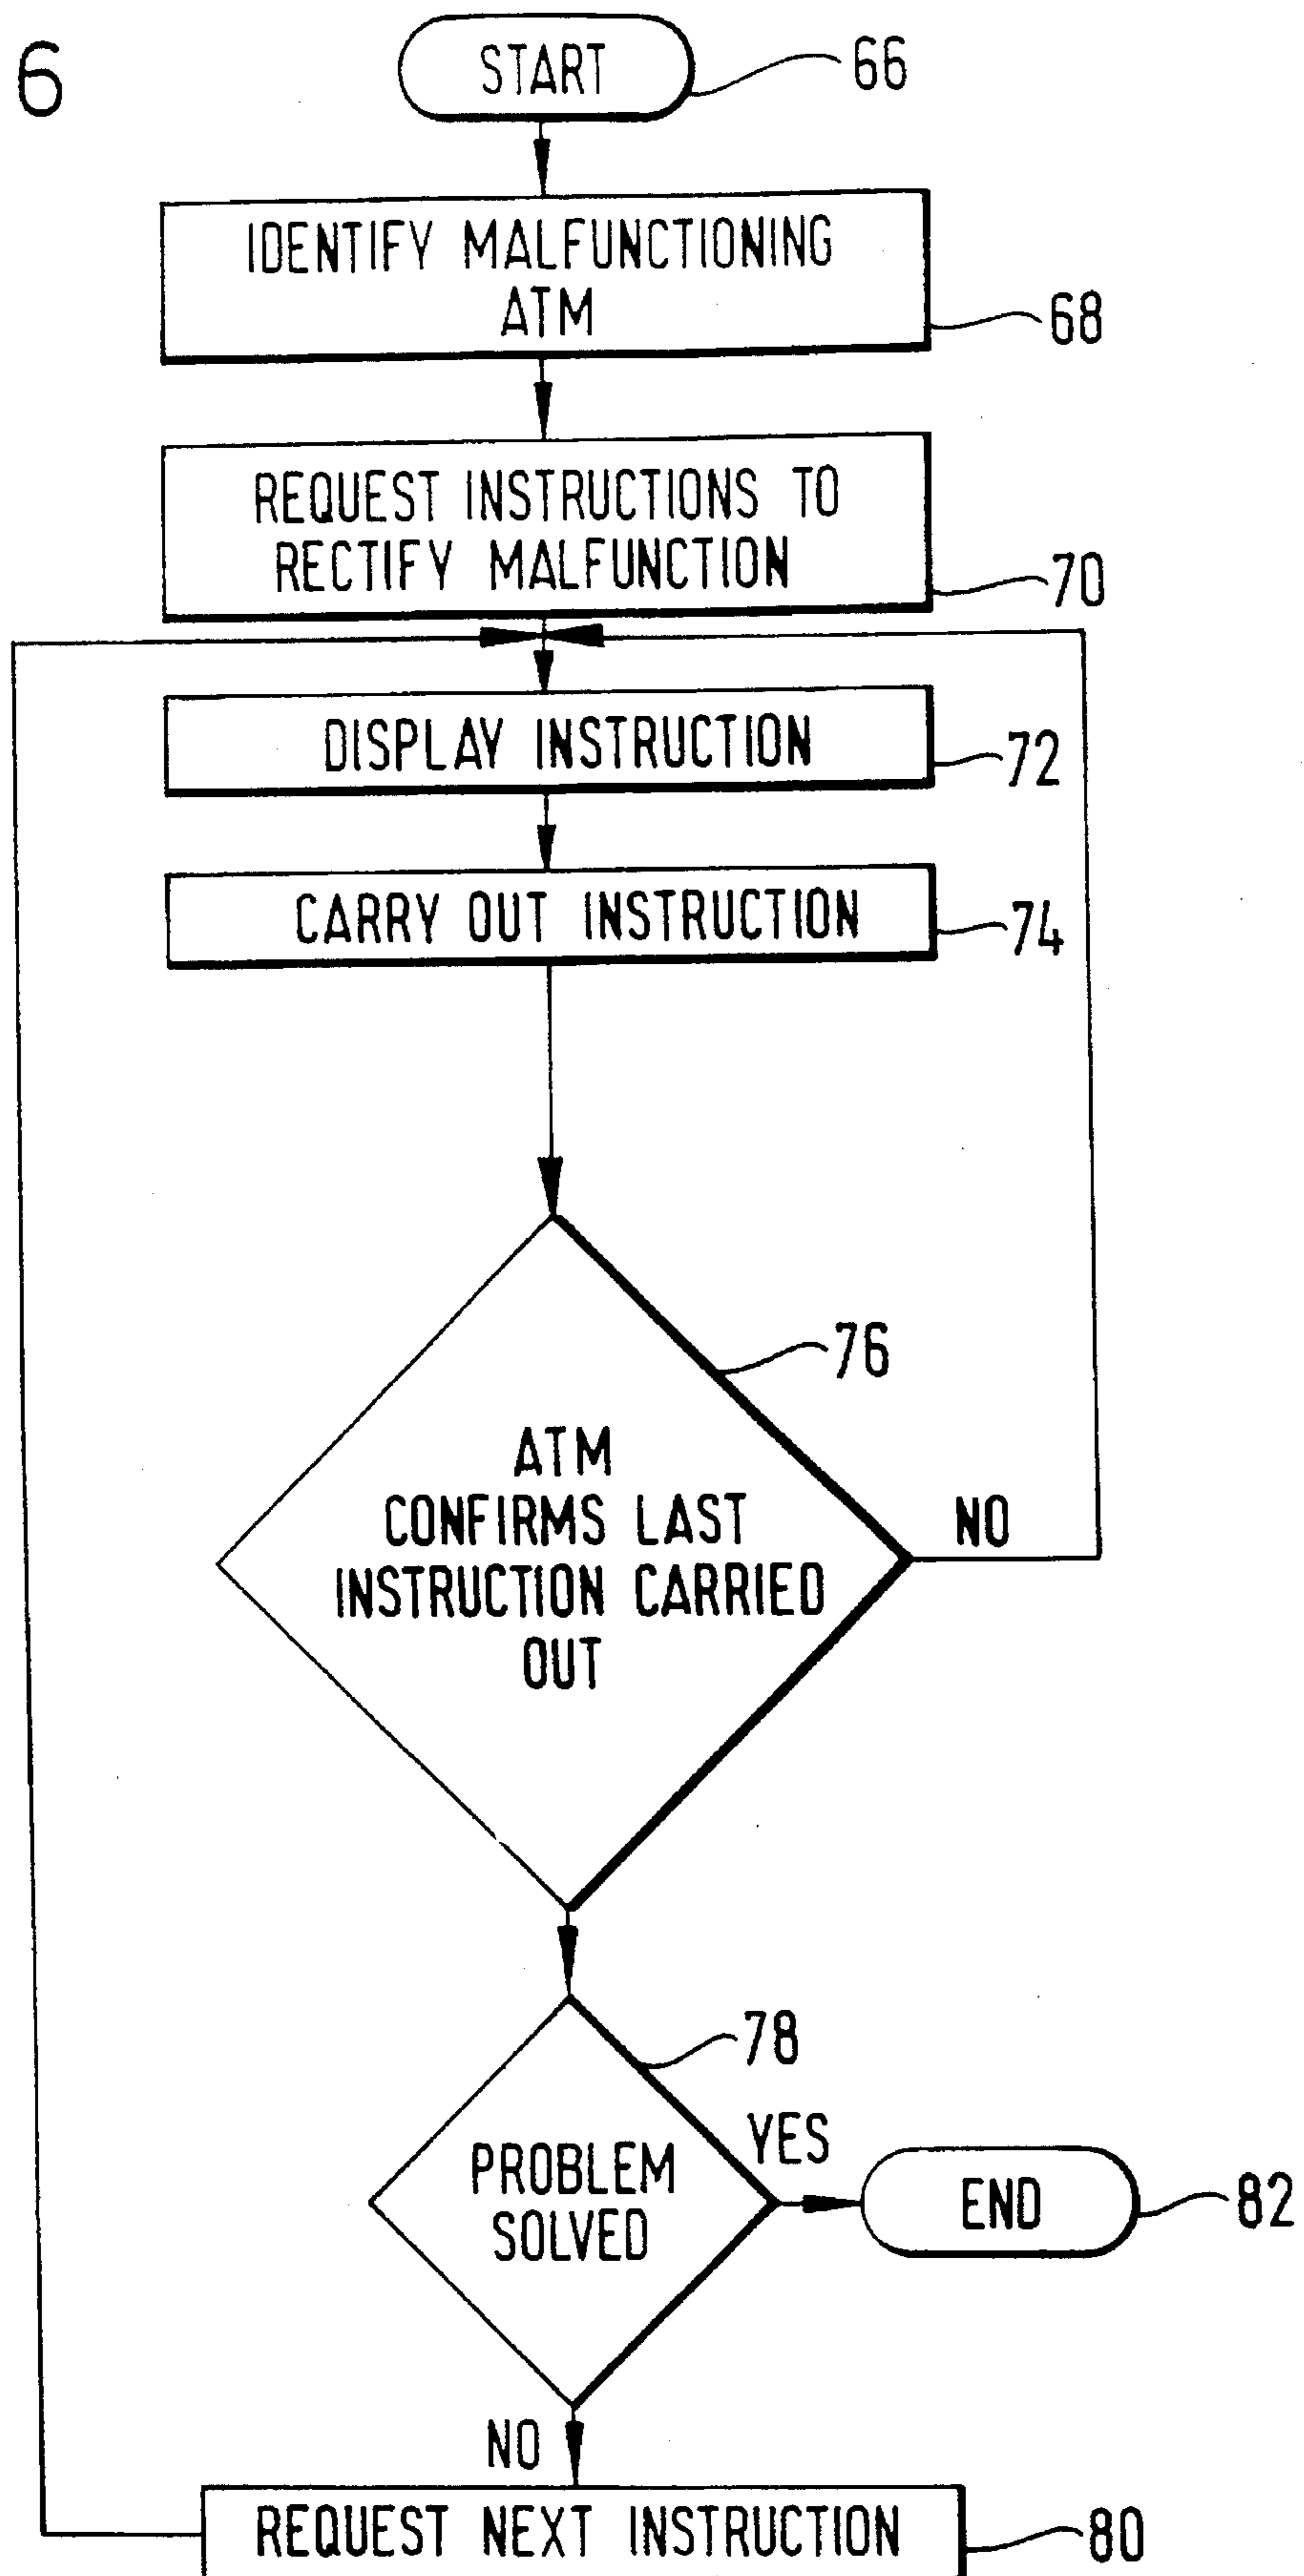 6
START
66
IDENTIFY MALFUNCTIONING
ATM
68
REQUEST INSTRUCTIONS TO
RECTIFY MALFUNCTION
70
DISPLAY INSTRUCTION
72
CARRY OUT INSTRUCTION
74
76
ATM
CONFIRMS LAST
INSTRUCTION CARRIED
OUT
NO
78
YES
PROBLEM
SOLVED
END
82
NO
REQUEST NEXT INSTRUCTION
80